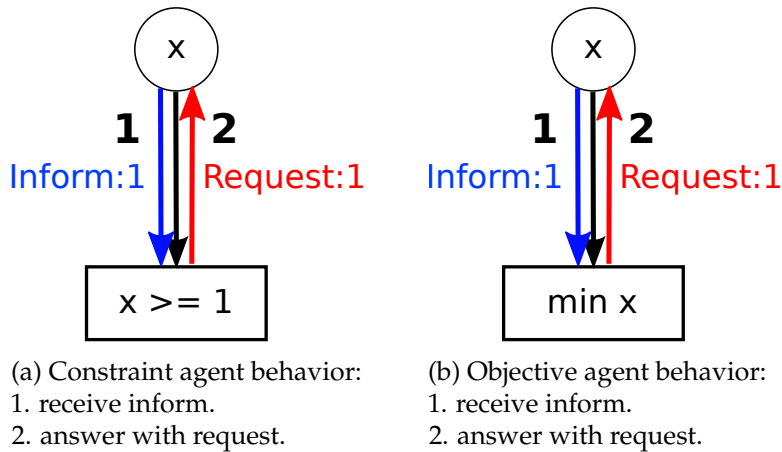 x
1 2
Inform:1 Request:1
x >= 1
(a) Constraint agent behavior:
1. receive inform.
2. answer with request.
x
1 2
Inform:1 Request:1
min x
(b) Objective agent behavior:
1. receive inform.
2. answer with request.